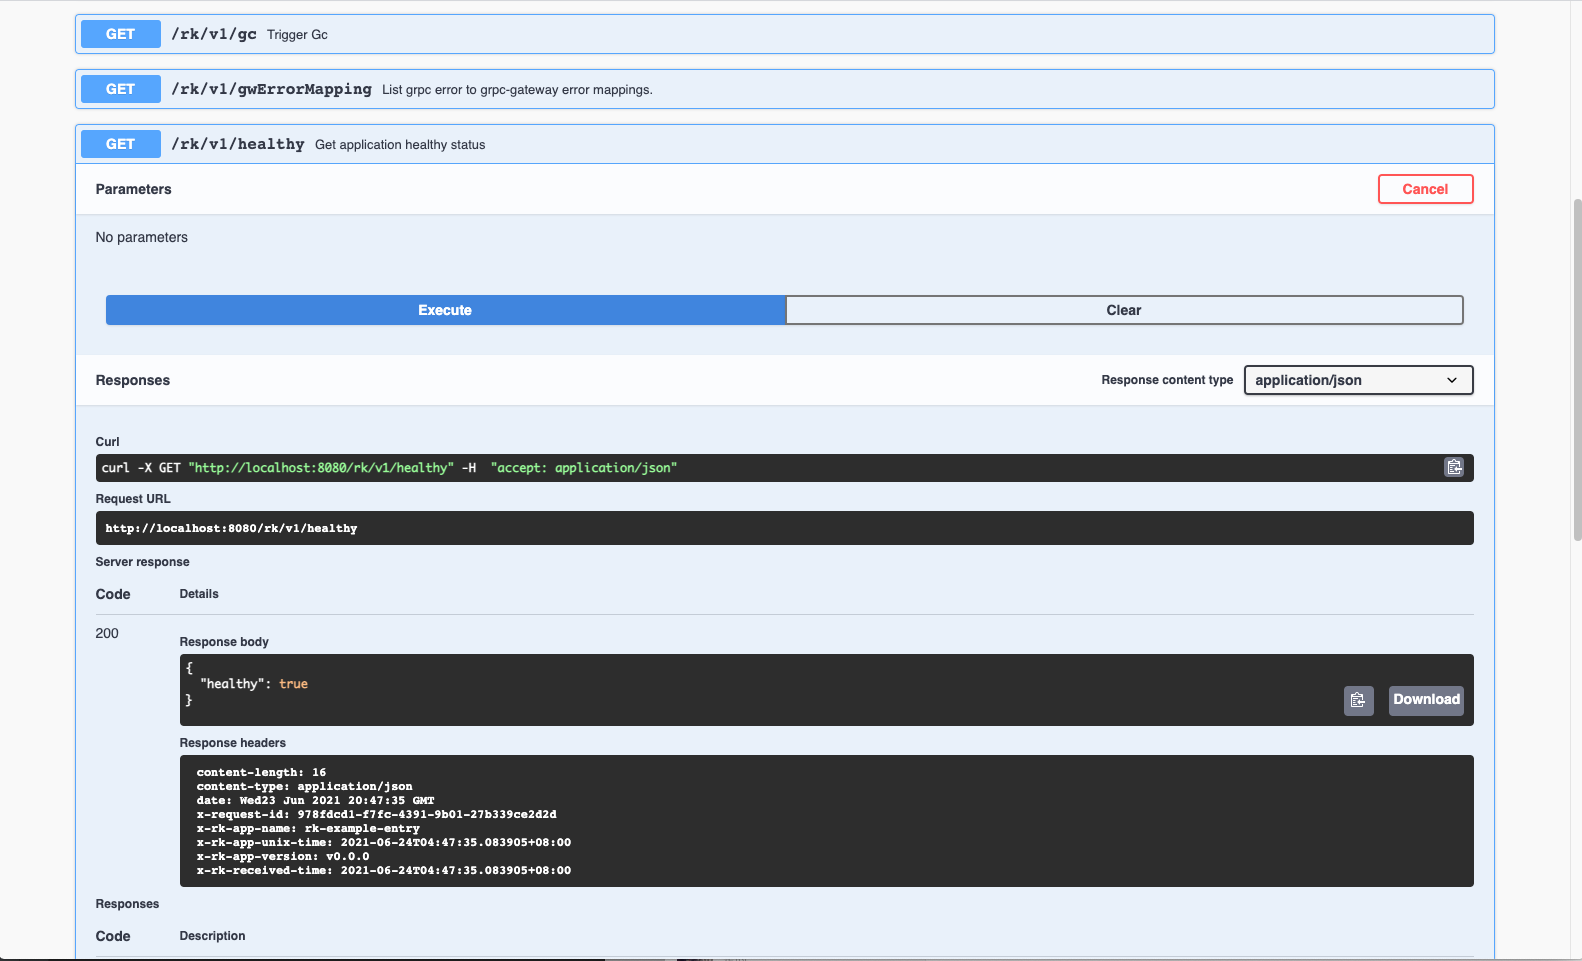 GET /rk/v1/gc Trigger Gc
GET /rk/v1/gwErrorMapping List grpc error to grpc-gateway error mappings.
GET /rk/v1/healthy Get application healthy status
Parameters Cancel
No parameters
Execute Clear
Responses Response content type application/json
Curl
curl -X GET "http://localhost:8080/rk/v1/healthy" -H  "accept: application/json"
Request URL
http://localhost:8080/rk/v1/healthy
Server response
Code Details
200
Response body
{
"healthy": true
}
Download
Response headers
content-length: 16
content-type: application/json
date: Wed23 Jun 2021 20:47:35 GMT
x-request-id: 978fdcd1-f7fc-4391-9b01-27b339ce2d2d
x-rk-app-name: rk-example-entry
x-rk-app-unix-time: 2021-06-24T04:47:35.083905+08:00
x-rk-app-version: v0.0.0
x-rk-received-time: 2021-06-24T04:47:35.083905+08:00
Responses
Code Description